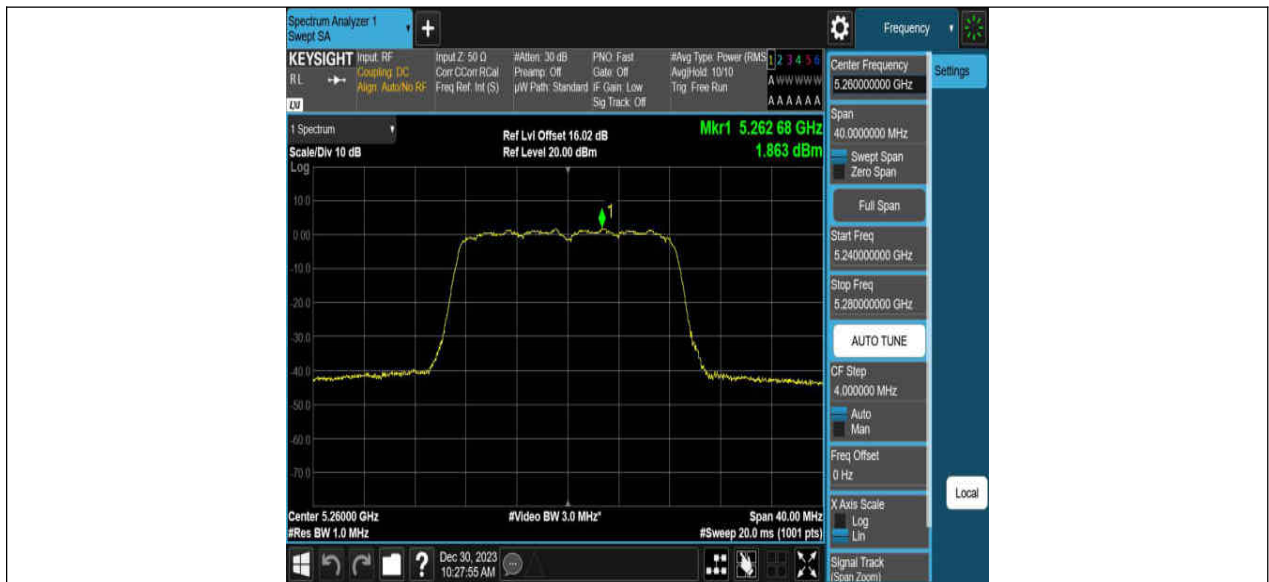 Spectrum Analyzer 1
Swept SA
Frequency
KEYSIGHT
RL
LXI
Input: RF
Coupling: DC
Align: Auto/No RF
Input Z: 50 Ω
Corr CCorr RCal
Freq Ref: Int (S)
#Atten: 30 dB
Preamp: Off
µW Path: Standard
PNO: Fast
Gate: Off
IF Gain: Low
Sig Track: Off
#Avg Type: Power (RMS
Avg|Hold: 10/10
Trig: Free Run
1 2 3 4 5 6
A W W W W W
A A A A A A
Center Frequency
5.260000000 GHz
Settings
Span
40.0000000 MHz
Swept Span
Zero Span
Full Span
Start Freq
5.240000000 GHz
Stop Freq
5.280000000 GHz
AUTO TUNE
CF Step
4.000000 MHz
Auto
Man
Freq Offset
0 Hz
X Axis Scale
Log
Lin
Signal Track
(Span Zoom)
Local
1 Spectrum
Scale/Div 10 dB
Ref Lvl Offset 16.02 dB
Ref Level 20.00 dBm
Mkr1 5.262 68 GHz
1.863 dBm
Log
10.0
0.00
-10.0
-20.0
-30.0
-40.0
-50.0
-60.0
-70.0
1
Center 5.26000 GHz
#Video BW 3.0 MHz*
Span 40.00 MHz
#Res BW 1.0 MHz
#Sweep 20.0 ms (1001 pts)
?
Dec 30, 2023
10:27:55 AM